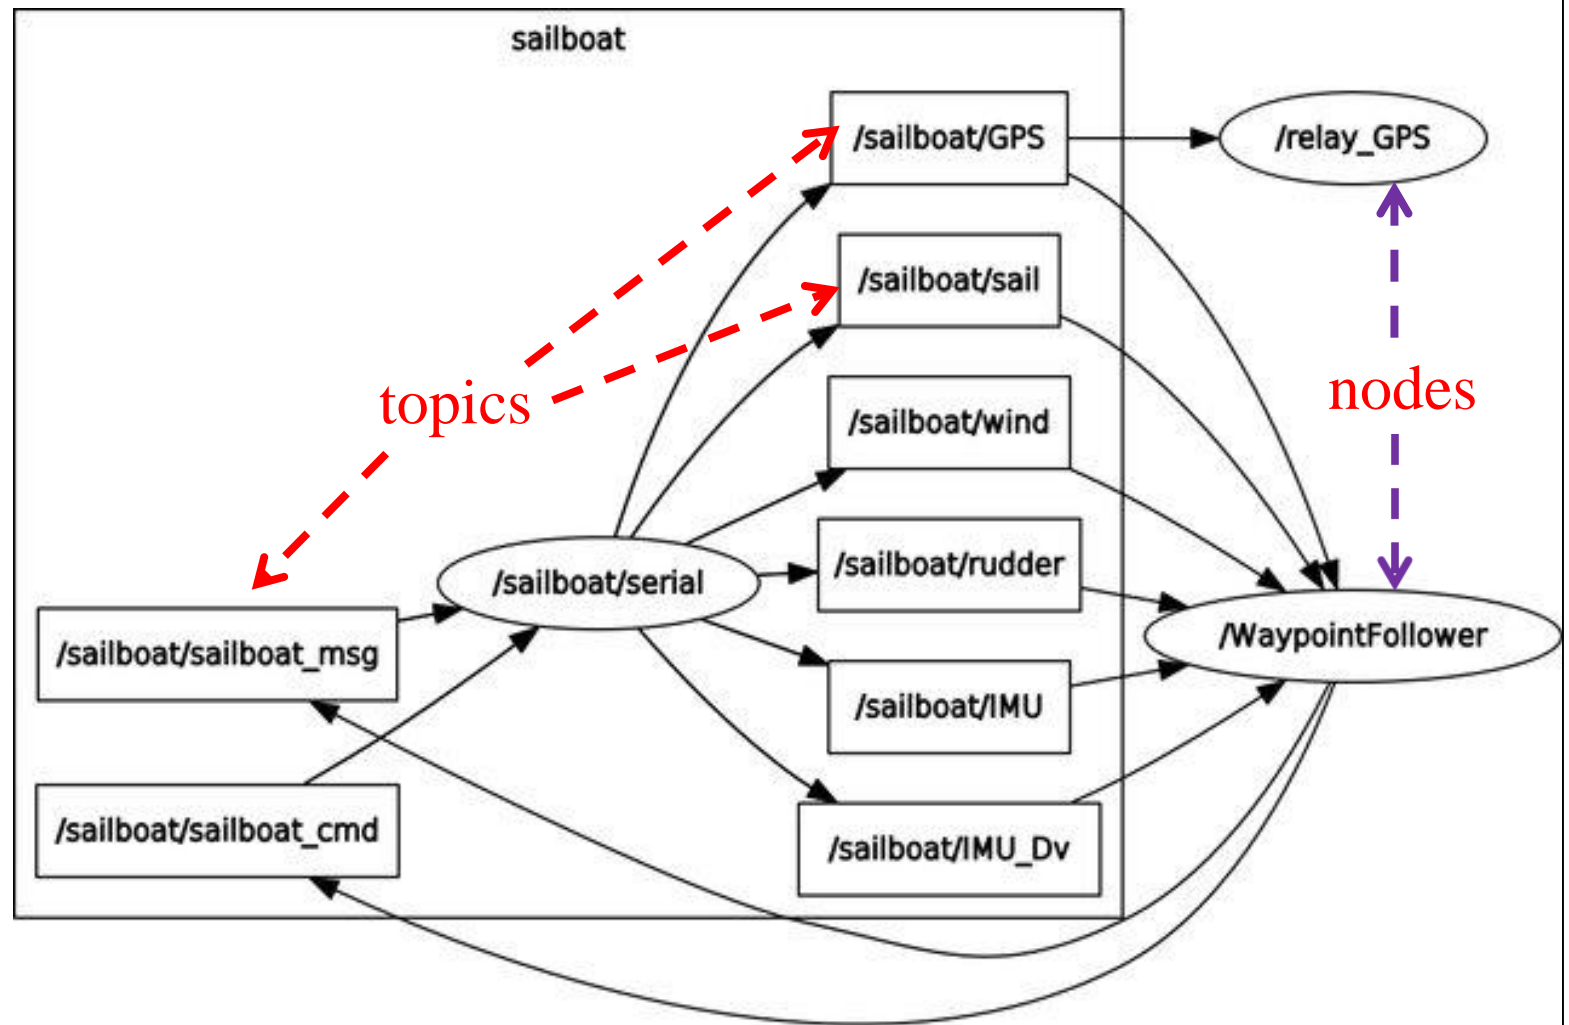 sailboat
/sailboat/GPS
/relay_GPS
/sailboat/sail
topics
nodes
/sailboat/wind
/sailboat/serial
/sailboat/rudder
/sailboat/sailboat_msg
/WaypointFollower
/sailboat/IMU
/sailboat/sailboat_cmd
/sailboat/IMU_Dv